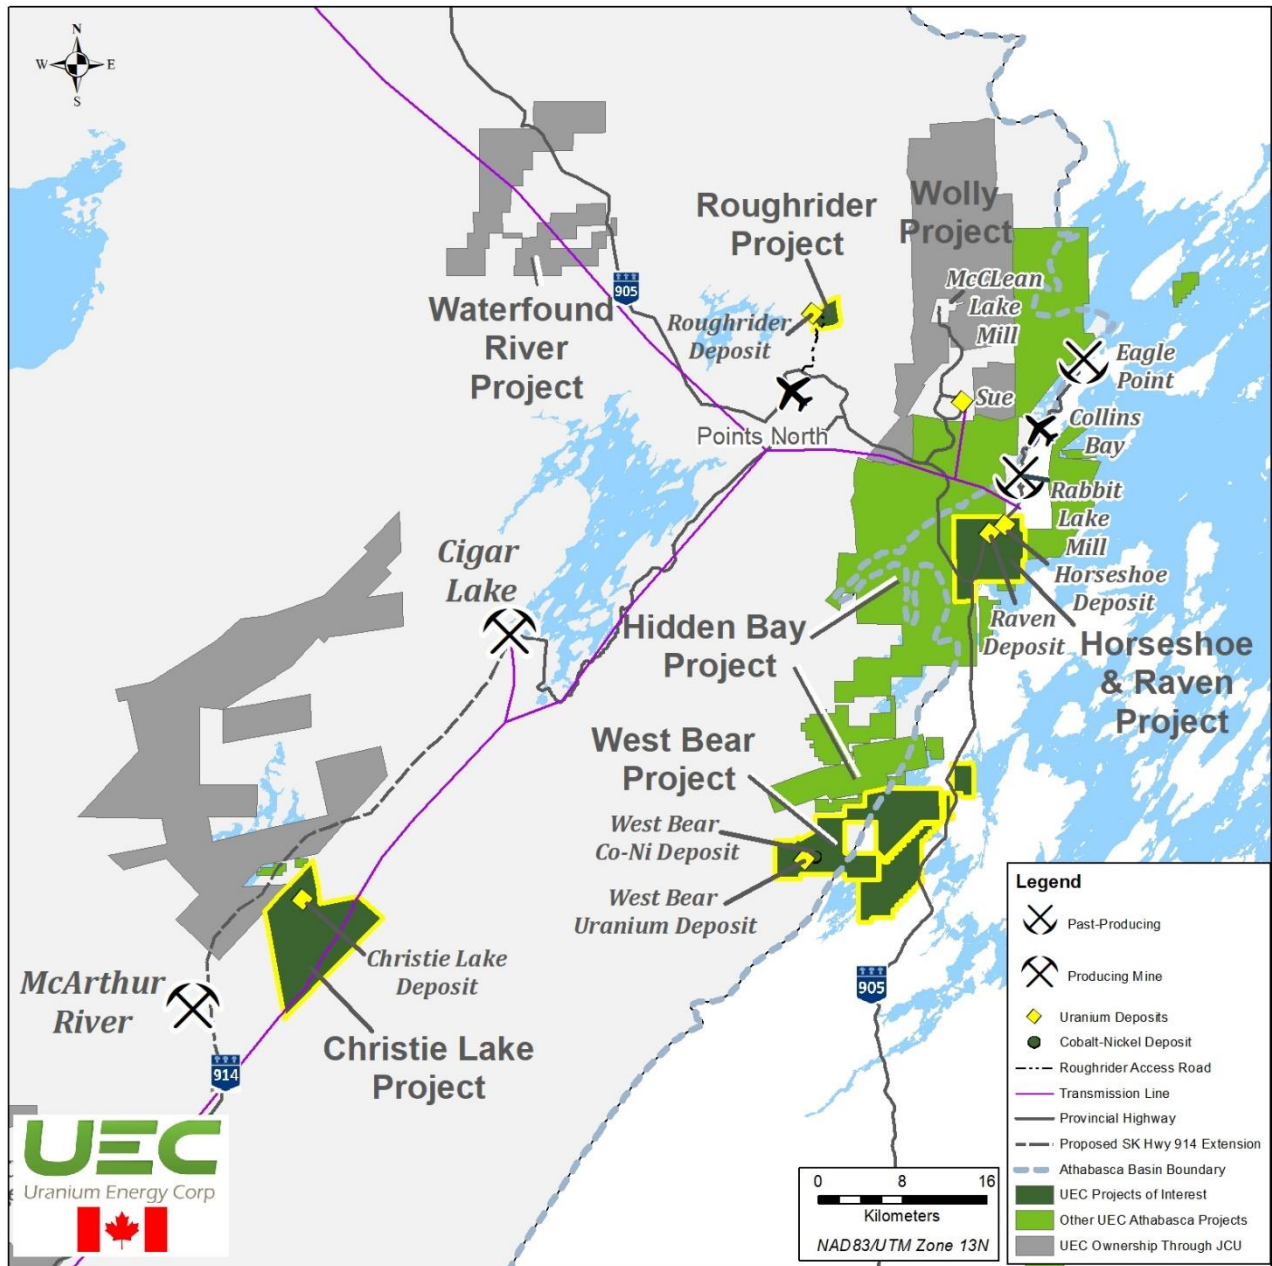 N
W
E
S
Roughrider
Project
Wolly
Project
McCLean
Lake
Mill
905
Waterfound
River
Project
Roughrider
Deposit
Eagle
Point
Sue
Collins
Bay
Points North
Rabbit
Lake
Mill
Cigar
Lake
Horseshoe
Deposit
Raven
Deposit
Hidden Bay
Project
Horseshoe
& Raven
Project
West Bear
Project
West Bear
Co-Ni Deposit
West Bear
Uranium Deposit
Christie Lake
Deposit
McArthur
River
905
Christie Lake
Project
914
Legend
Past-Producing
Producing Mine
Uranium Deposits
Cobalt-Nickel Deposit
Roughrider Access Road
Transmission Line
Provincial Highway
Proposed SK Hwy 914 Extension
Athabasca Basin Boundary
UEC Projects of Interest
Other UEC Athabasca Projects
UEC Ownership Through JCU
UEC
Uranium Energy Corp
0 8 16
Kilometers
NAD83/UTM Zone 13N